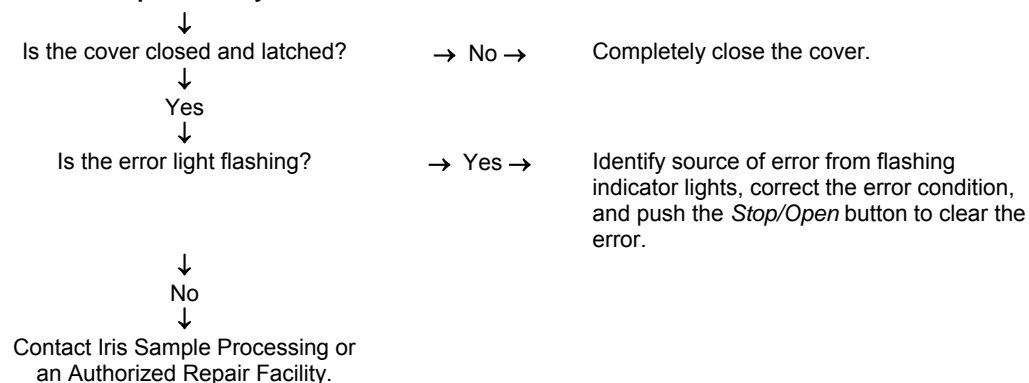 ↓
Is the cover closed and latched? → No → Completely close the cover.
↓
Yes
↓
Is the error light flashing? → Yes → Identify source of error from flashing
indicator lights, correct the error condition,
and push the Stop/Open button to clear the
error.
↓
No
↓
Contact Iris Sample Processing or
an Authorized Repair Facility.